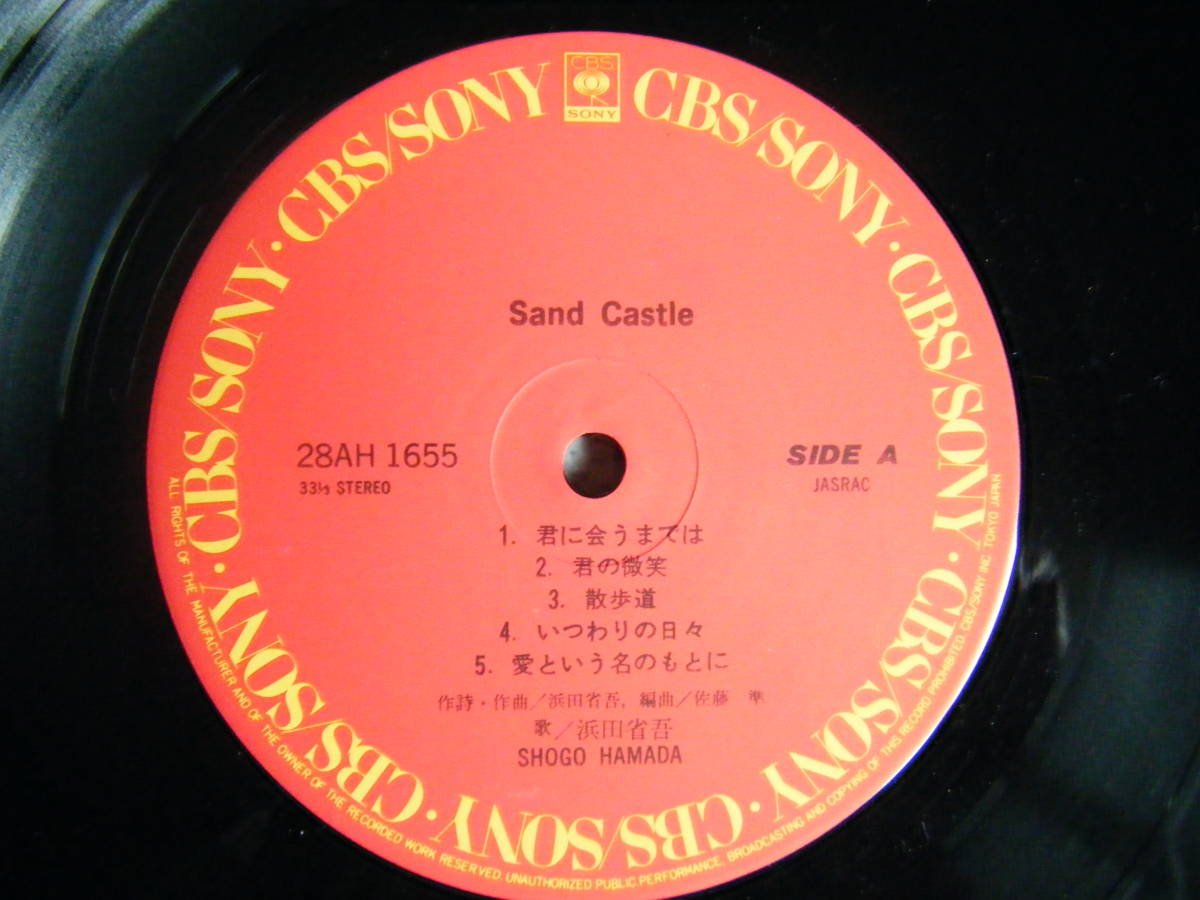 CBS
SONY
CBS/SONY · CBS/SONY · CBS/SONY · CBS/SONY · CBS/SONY · CBS/SONY · CBS/SONY · CBS/SONY
Sand Castle
28AH 1655
33⅓ STEREO
SIDE A
JASRAC
1. 君に会うまでは
2. 君の微笑
3. 散歩道
4. いつわりの日々
5. 愛という名のもとに
作詩・作曲/浜田省吾, 編曲/佐藤 準
歌/浜田省吾
SHOGO HAMADA
ALL RIGHTS OF THE MANUFACTURER AND OF THE OWNER OF THE RECORDED WORK RESERVED. UNAUTHORIZED PUBLIC PERFORMANCE, BROADCASTING AND COPYING OF THIS RECORD PROHIBITED. CBS/SONY INC TOKYO JAPAN